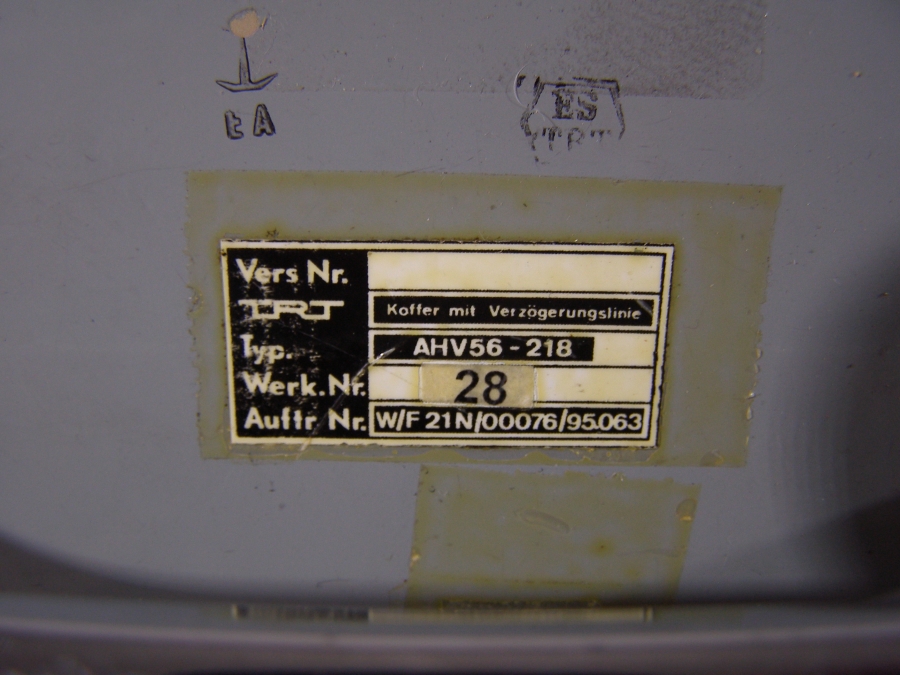 tA
ES
TRT
Vers Nr.
TRT Koffer mit Verzögerungslinie
Typ. AHV56-218
Werk.Nr. 28
Auftr Nr. W/F 21N/00076/95.063